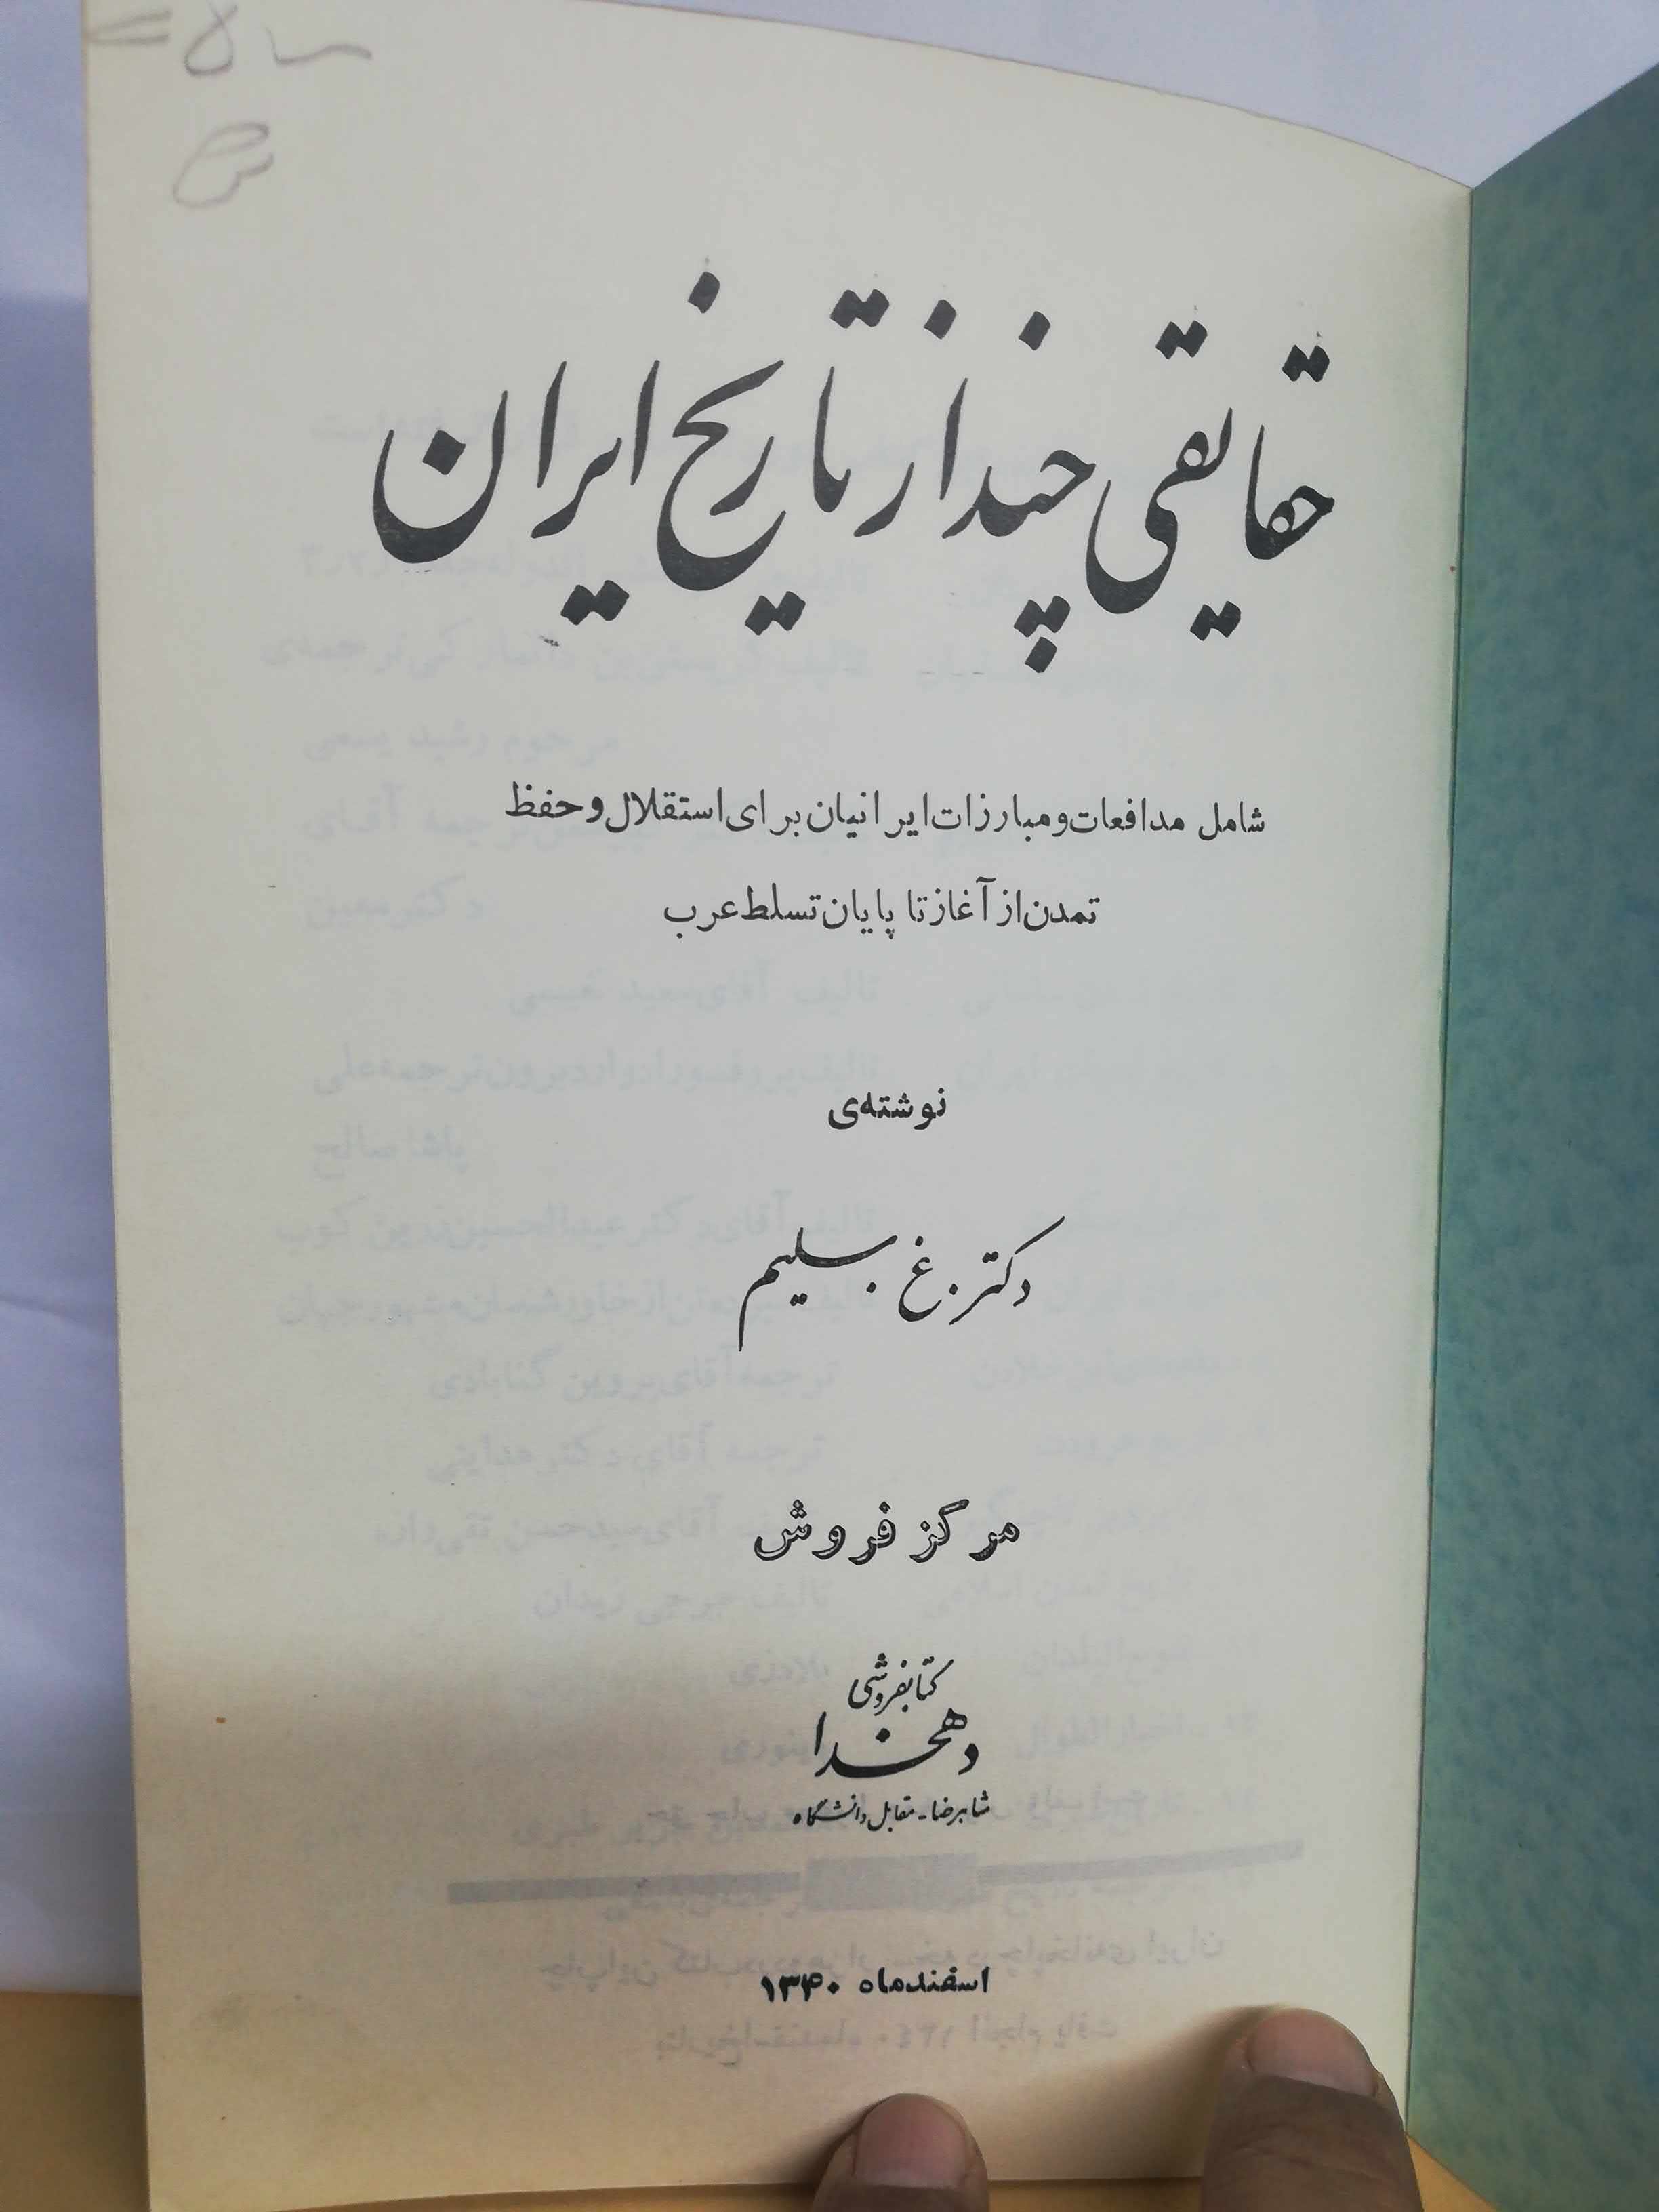 حقایقی چند از تاریخ ایران
شامل مدافعات و مبارزات ایرانیان برای استقلال و حفظ
تمدن از آغاز تا پایان تسلط عرب
نوشته‌ی
دکتر. غ. سلیم
مرکز فروش
کتابفروشی
دهخدا
شاهرضا - مقابل دانشگاه
اسفندماه ۱۳۴۰